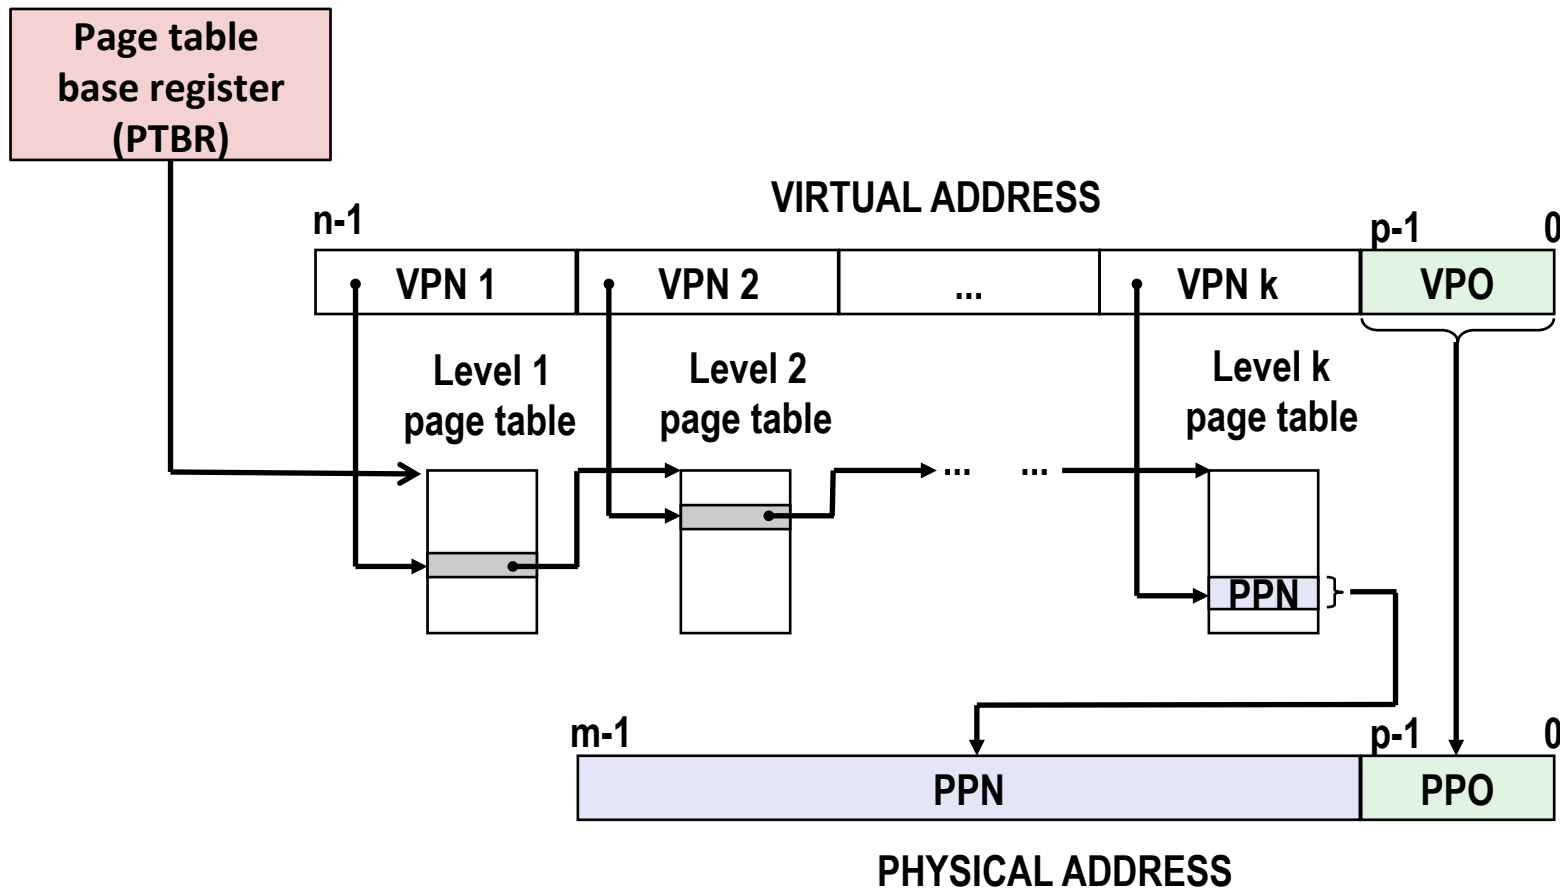 Page table
base register
(PTBR)
VIRTUAL ADDRESS
n-1
p-1
0
VPN 1
VPN 2
...
VPN k
VPO
Level 1
page table
Level 2
page table
Level k
page table
...
...
PPN
m-1
p-1
0
PPN
PPO
PHYSICAL ADDRESS